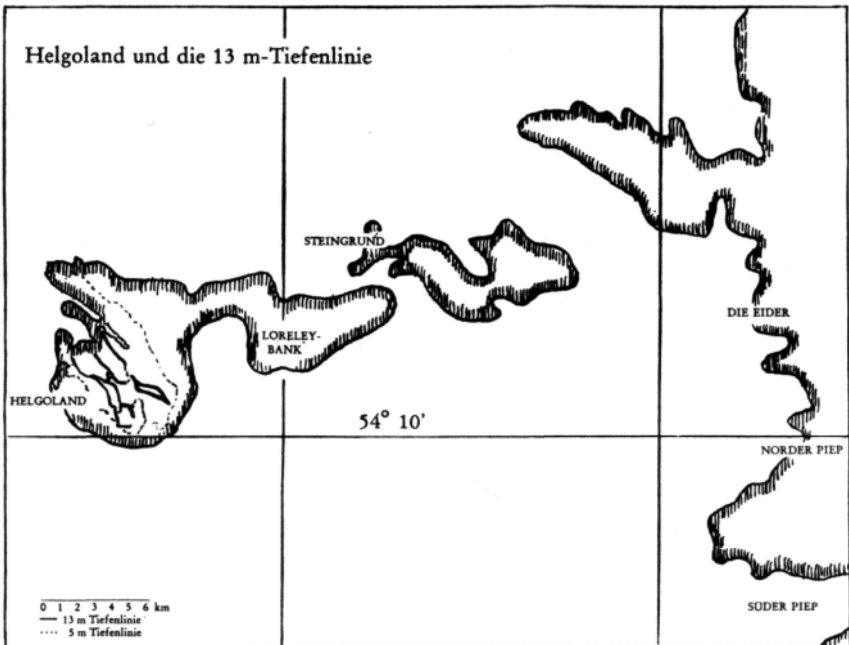 Helgoland und die 13 m-Tiefenlinie
STEINGRUND
DIE EIDER
LORELEY-
BANK
HELGOLAND
54° 10'
NORDER PIEP
0 1 2 3 4 5 6 km
13 m Tiefenlinie
5 m Tiefenlinie
SÜDER PIEP